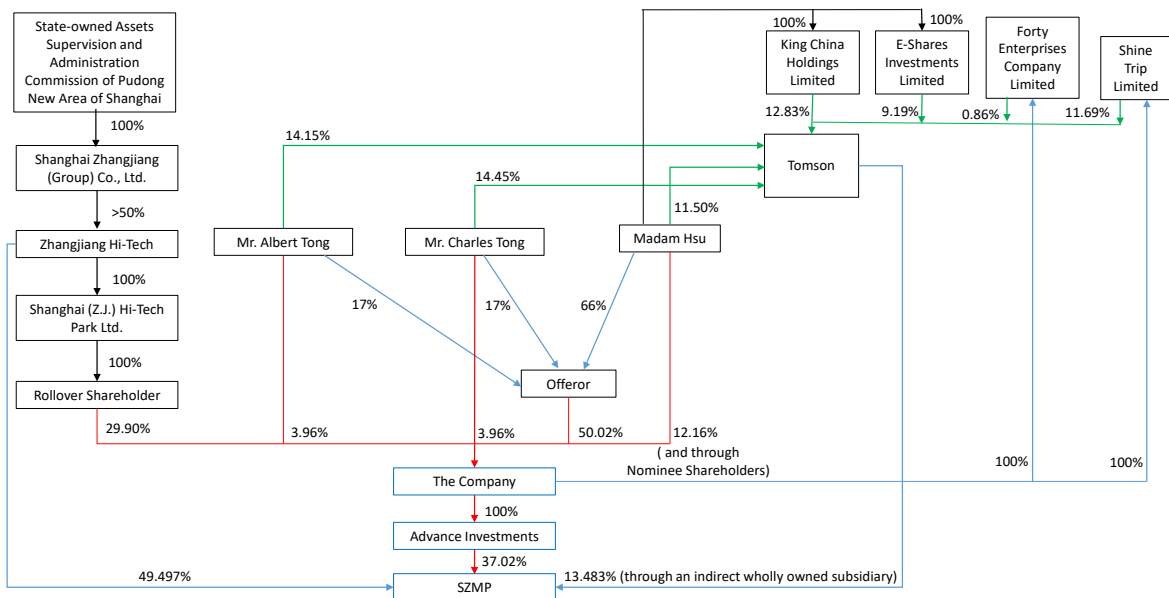 State-owned Assets
Supervision and
Administration
Commission of Pudong
New Area of Shanghai
100%
100%
King China
Holdings
Limited
E-Shares
Investments
Limited
Forty
Enterprises
Company
Limited
Shine
Trip
Limited
100%
12.83%
9.19%
0.86%
11.69%
Shanghai Zhangjiang
(Group) Co., Ltd.
14.15%
Tomson
14.45%
>50%
11.50%
Zhangjiang Hi-Tech
Mr. Albert Tong
Mr. Charles Tong
Madam Hsu
100%
17%
17%
66%
Shanghai (Z.J.) Hi-Tech
Park Ltd.
100%
Rollover Shareholder
Offeror
29.90%
3.96%
3.96%
50.02%
12.16%
( and through
Nominee Shareholders)
100%
100%
The Company
100%
Advance Investments
37.02%
49.497%
13.483% (through an indirect wholly owned subsidiary)
SZMP